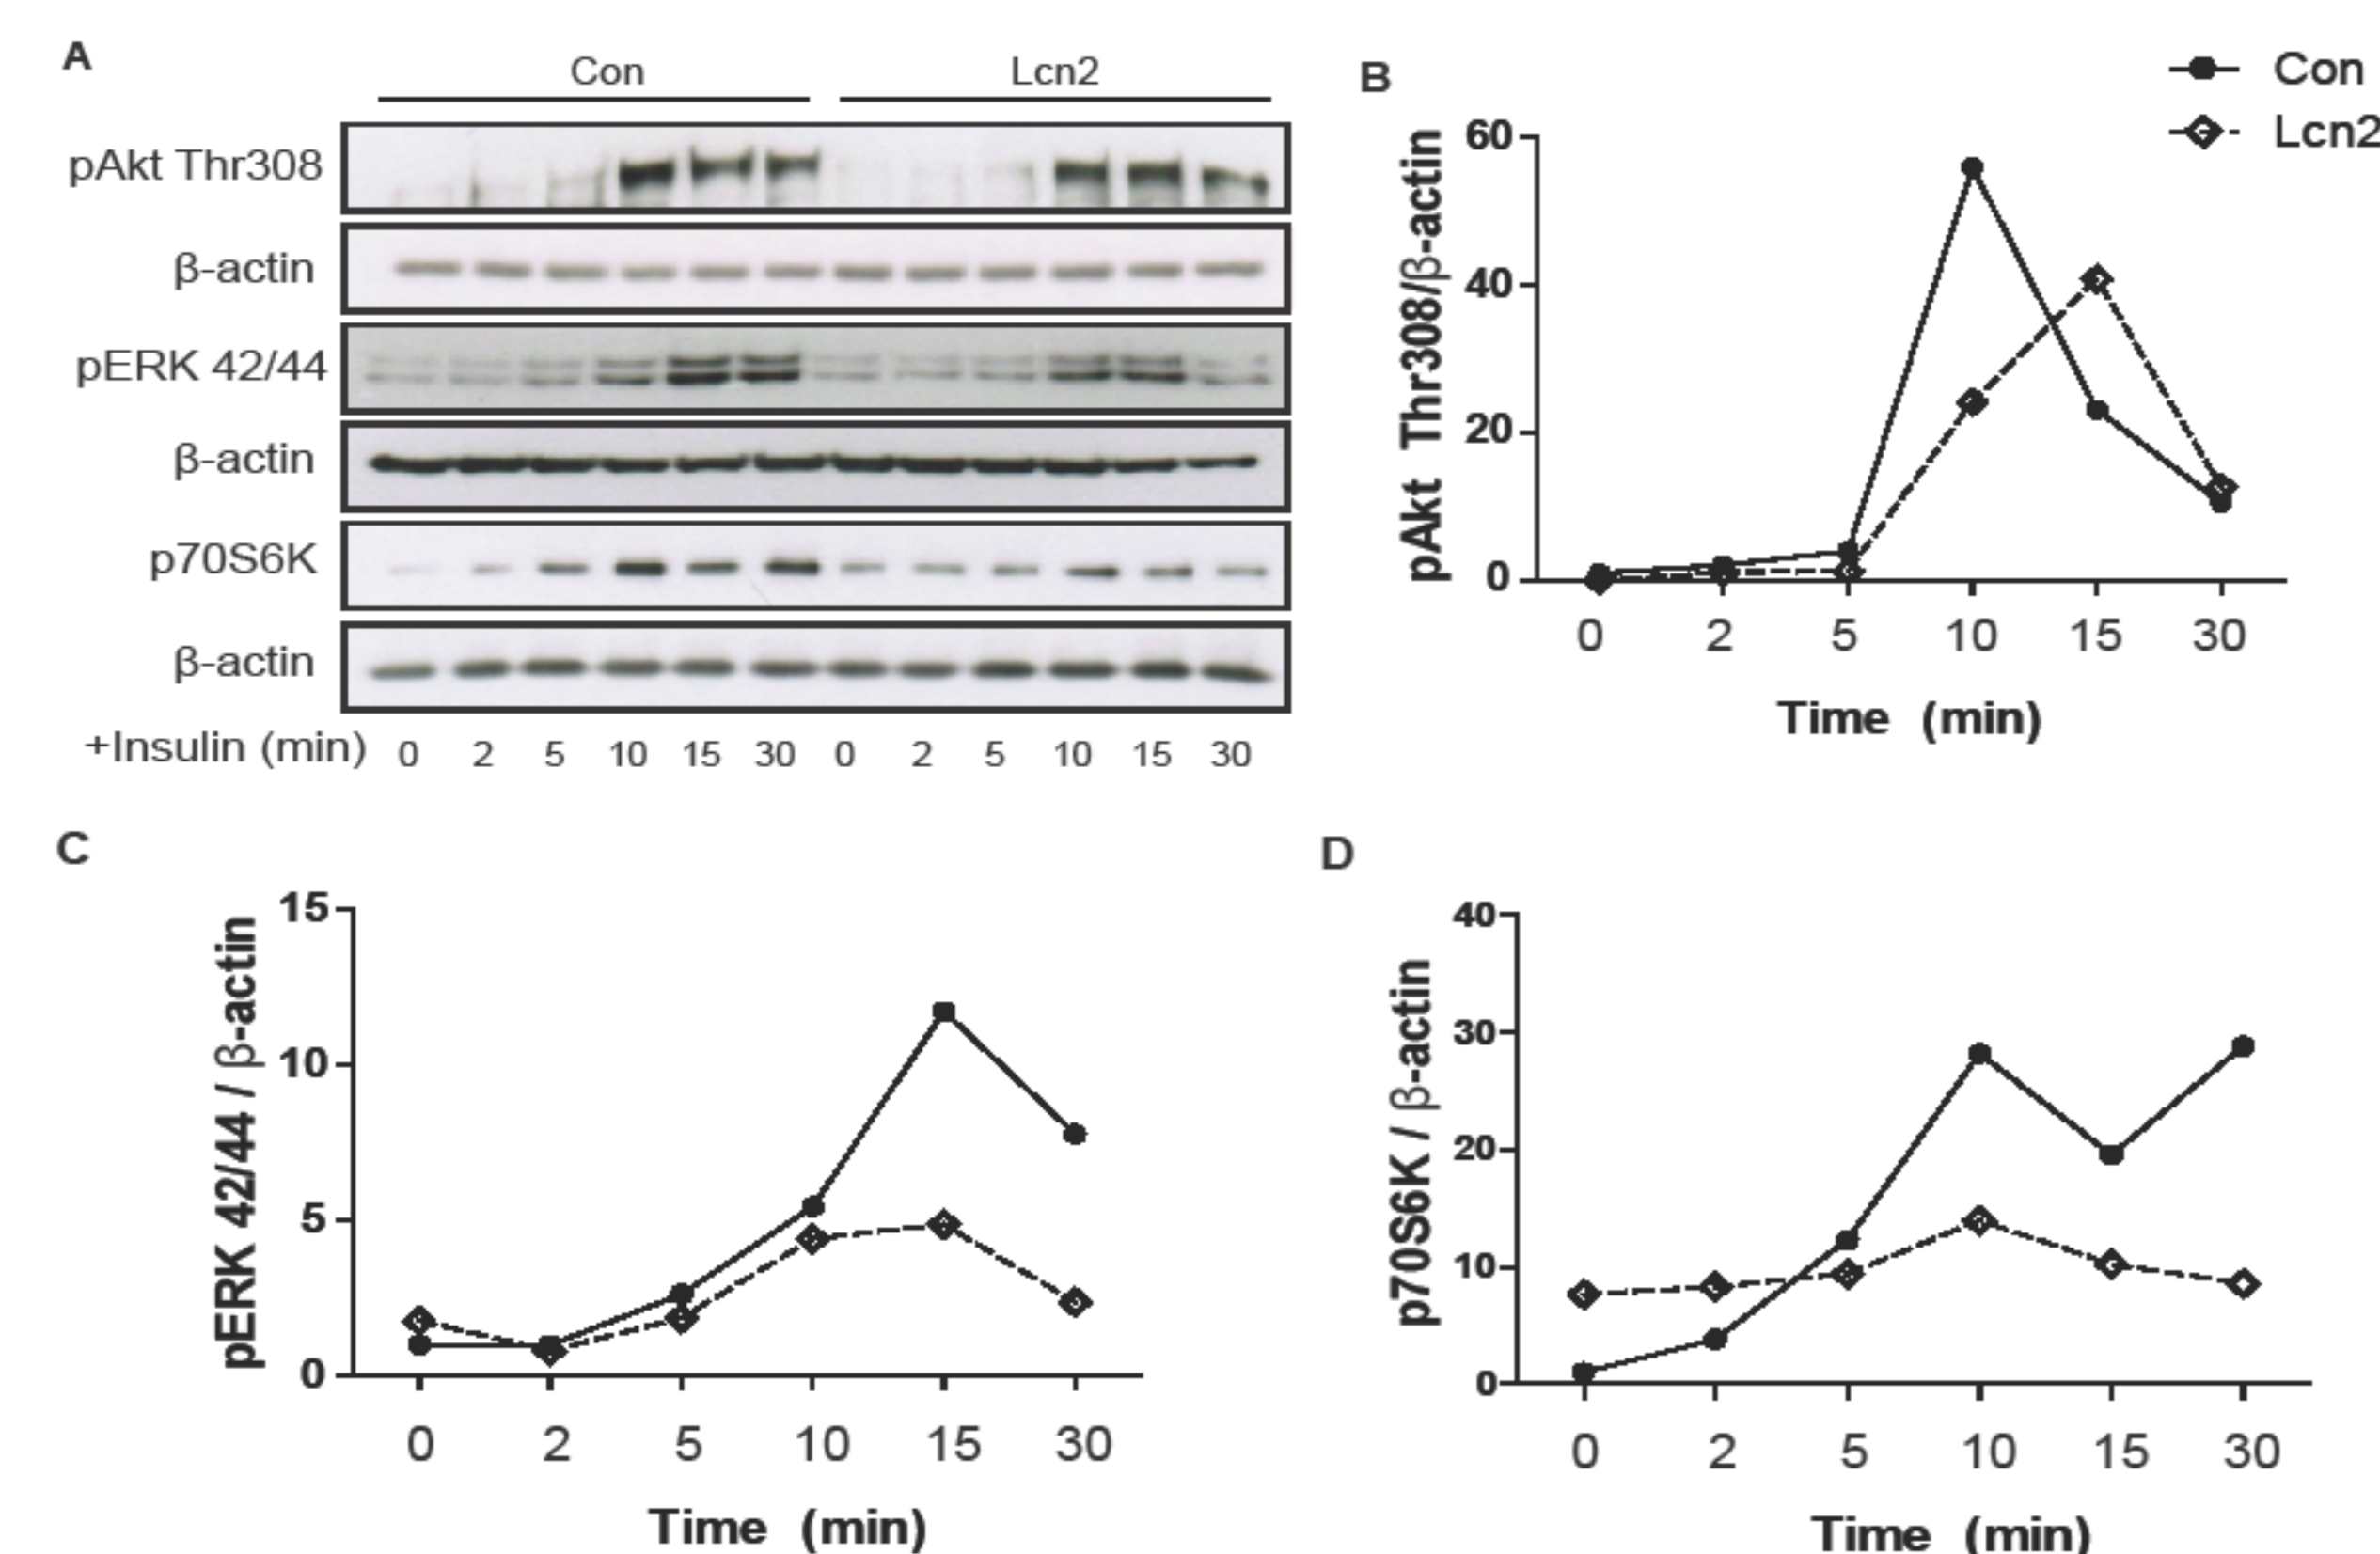 A
Con Lcn2
pAkt Thr308
β-actin
pERK 42/44
β-actin
p70S6K
β-actin
+Insulin (min) 0 2 5 10 15 30 0 2 5 10 15 30
B
Con
Lcn2
pAkt Thr308/β-actin
60
40
20
0
0 2 5 10 15 30
Time (min)
C
pERK 42/44 / β-actin
15
10
5
0
0 2 5 10 15 30
Time (min)
D
p70S6K / β-actin
40
30
20
10
0
0 2 5 10 15 30
Time (min)